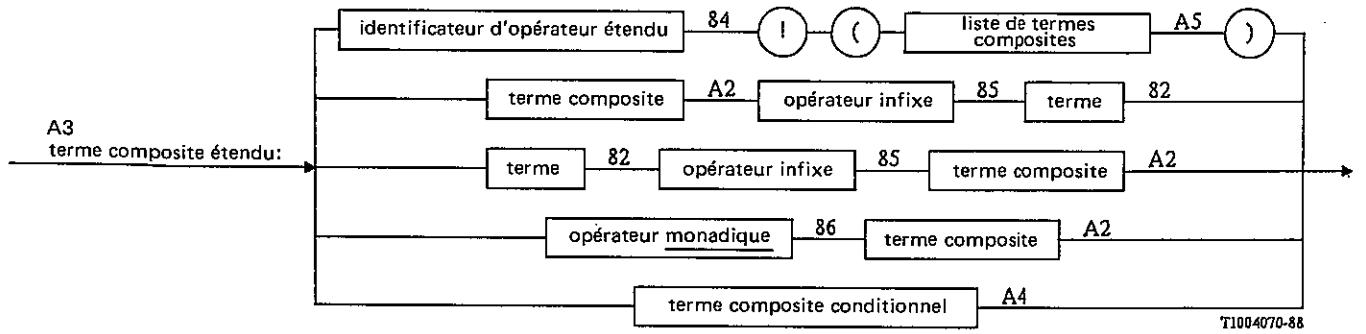 identificateur d'opérateur étendu 84 ! ( liste de termes composites A5 )
terme composite A2 opérateur infixe 85 terme 82
A3
terme composite étendu:
terme 82 opérateur infixe 85 terme composite A2
opérateur monadique 86 terme composite A2
terme composite conditionnel A4
T1004070-88